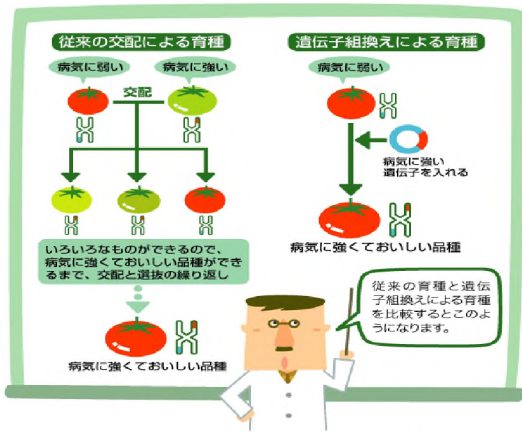 従来の交配による育種
病気に弱い
病気に強い
交配
いろいろなものができるので、
病気に強くておいしい品種ができ
るまで、交配と選抜の繰り返し
病気に強くておいしい品種
遺伝子組換えによる育種
病気に弱い
病気に強い
遺伝子を入れる
病気に強くておいしい品種
従来の育種と遺伝
子組換えによる育種
を比較するとこのよ
うになります。